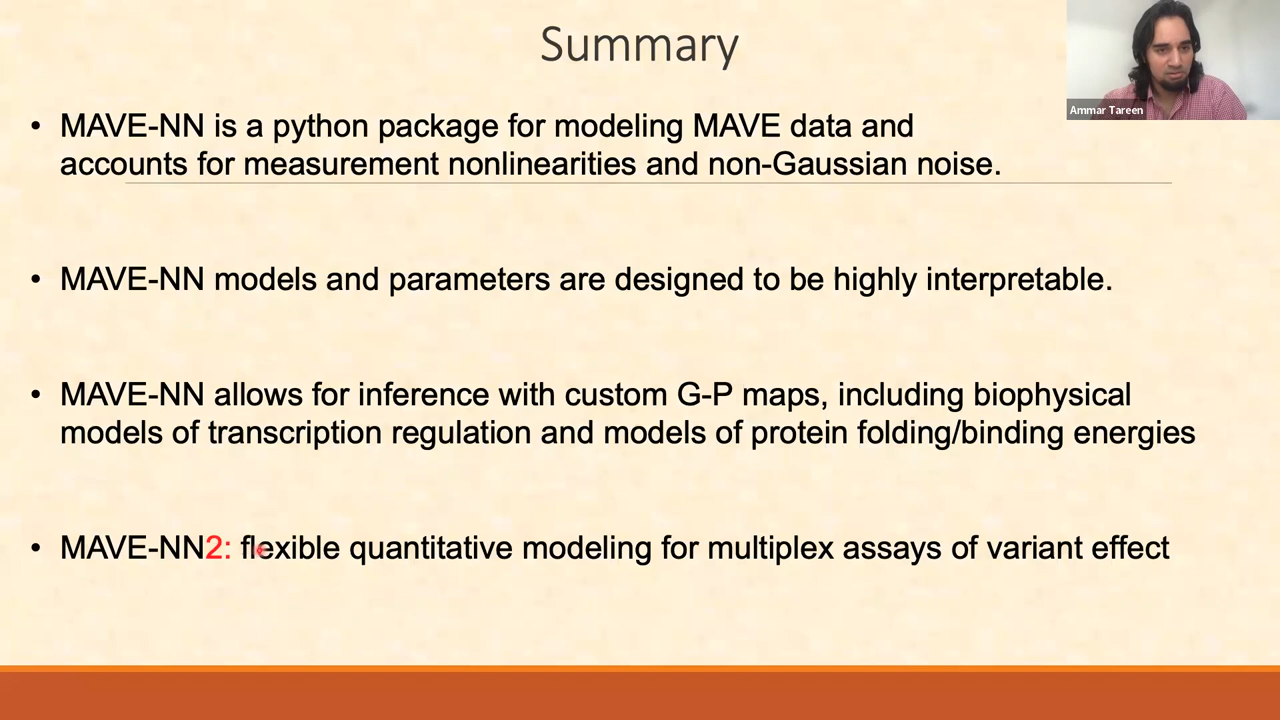 Summary
Ammar Tareen
• MAVE-NN is a python package for modeling MAVE data and
accounts for measurement nonlinearities and non-Gaussian noise.
• MAVE-NN models and parameters are designed to be highly interpretable.
• MAVE-NN allows for inference with custom G-P maps, including biophysical
models of transcription regulation and models of protein folding/binding energies
• MAVE-NN2: flexible quantitative modeling for multiplex assays of variant effect